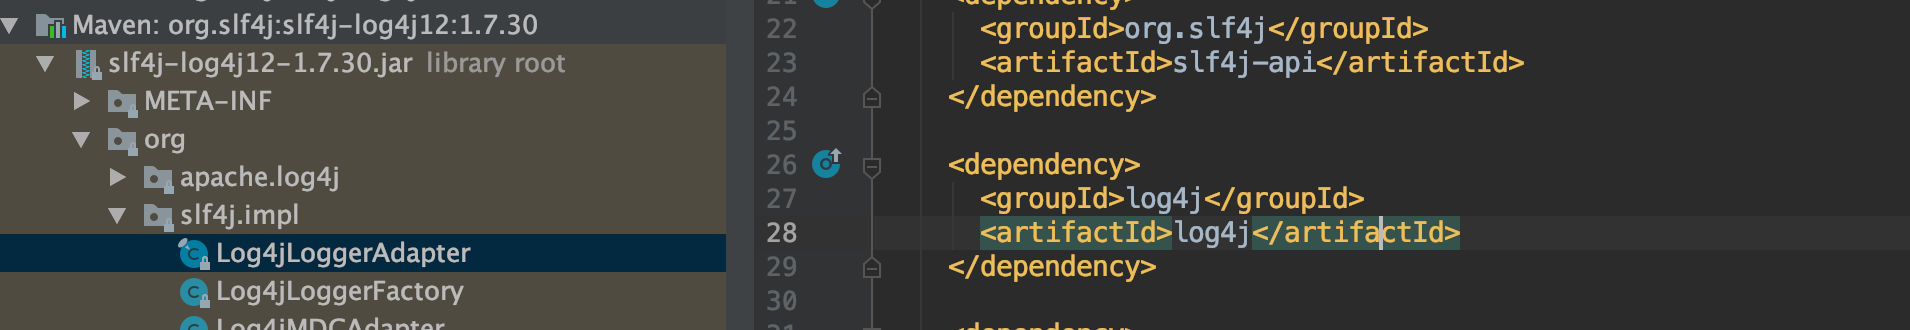 Maven: org.slf4j:slf4j-log4j12:1.7.30
slf4j-log4j12-1.7.30.jar library root
META-INF
org
apache.log4j
slf4j.impl
Log4jLoggerAdapter
Log4jLoggerFactory
Log4jMDCAdapter
21 <dependency>
22 <groupId>org.slf4j</groupId>
23 <artifactId>slf4j-api</artifactId>
24 </dependency>
25
26 <dependency>
27 <groupId>log4j</groupId>
28 <artifactId>log4j</artifactId>
29 </dependency>
30
31 <dependency>